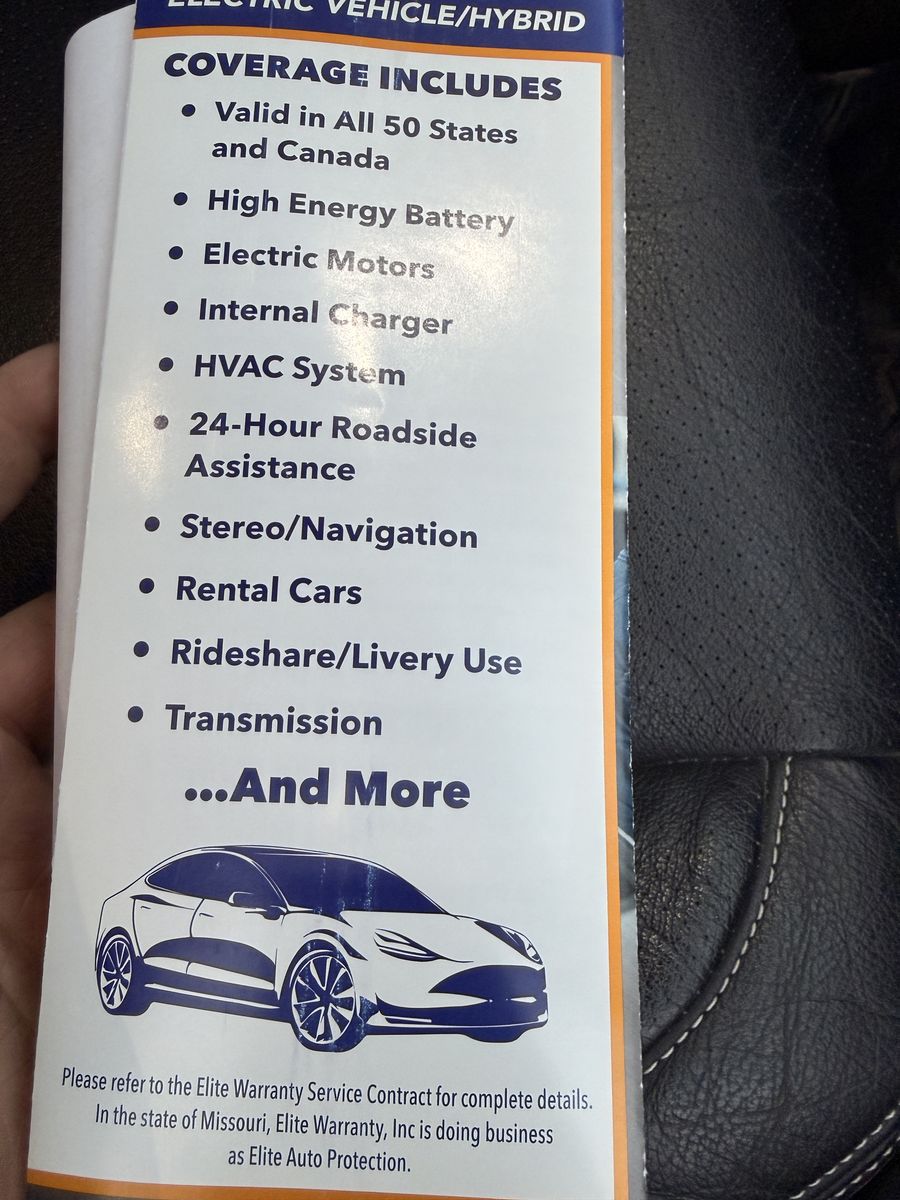 ELECTRIC VEHICLE/HYBRID
COVERAGE INCLUDES
• Valid in All 50 States
and Canada
• High Energy Battery
• Electric Motors
• Internal Charger
• HVAC System
• 24-Hour Roadside
Assistance
• Stereo/Navigation
• Rental Cars
• Rideshare/Livery Use
• Transmission
...And More
Please refer to the Elite Warranty Service Contract for complete details.
In the state of Missouri, Elite Warranty, Inc is doing business
as Elite Auto Protection.